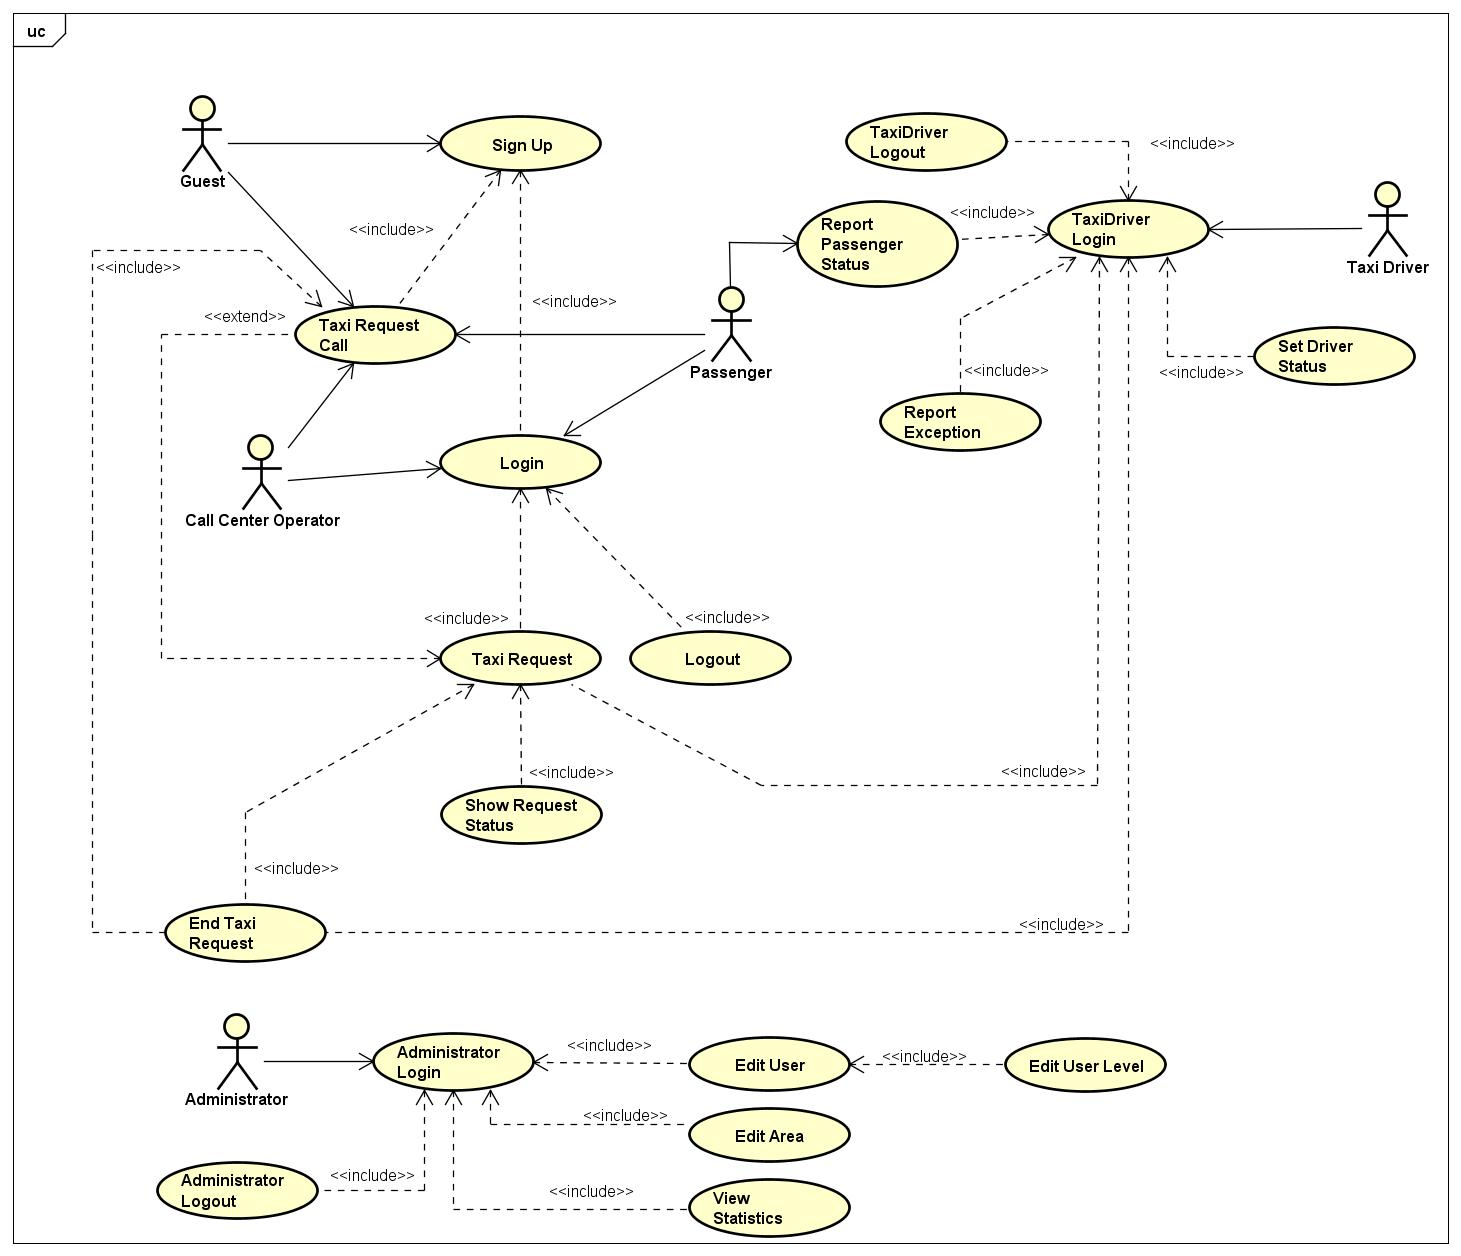 uc
Guest
Sign Up
TaxiDriver
Logout
<<include>>
Report
Passenger
Status
<<include>>
TaxiDriver
Login
Taxi Driver
<<include>>
<<include>>
<<extend>>
<<include>>
Taxi Request
Call
Passenger
Set Driver
Status
<<include>>
<<include>>
Report
Exception
Login
Call Center Operator
<<include>>
<<include>>
Taxi Request
Logout
<<include>>
<<include>>
Show Request
Status
<<include>>
End Taxi
Request
<<include>>
Administrator
Administrator
Login
<<include>>
Edit User
<<include>>
Edit User Level
<<include>>
Edit Area
<<include>>
Administrator
Logout
<<include>>
View
Statistics